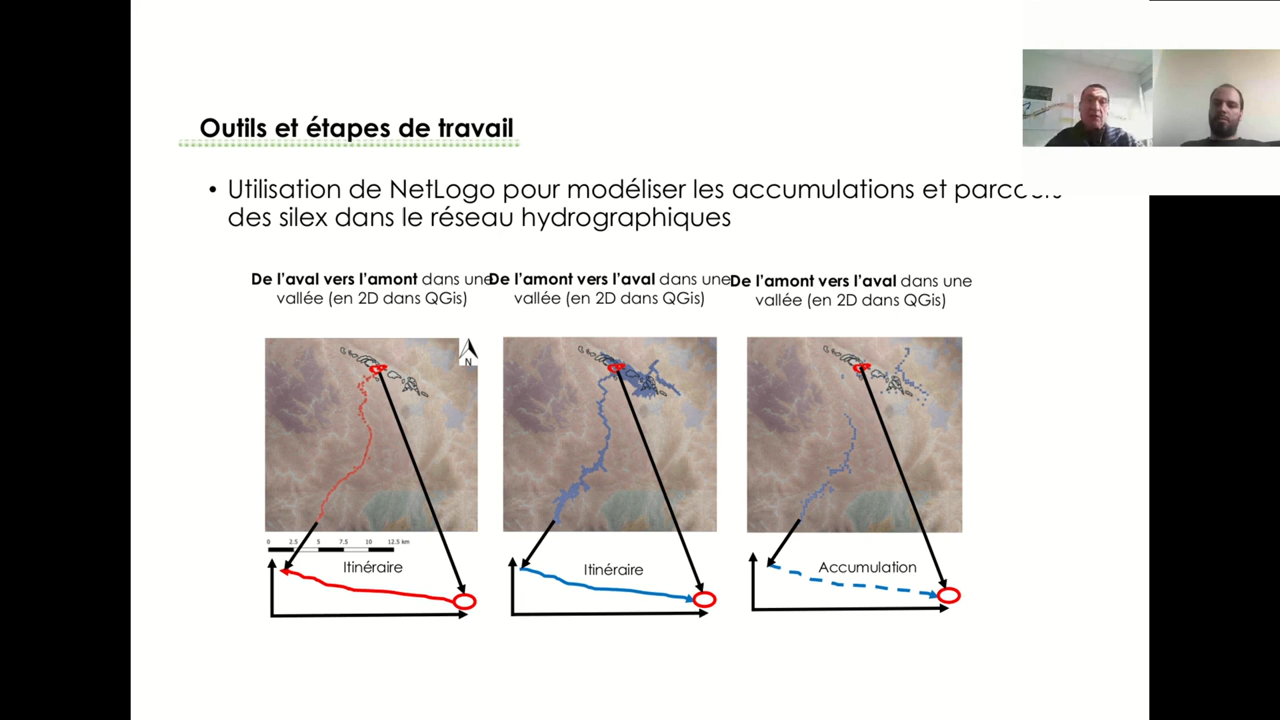 Outils et étapes de travail
• Utilisation de NetLogo pour modéliser les accumulations et
des silex dans le réseau hydrographiques
De l'aval vers l'amont dans une
vallée (en 2D dans QGis)
De l'amont vers l'aval dans une
vallée (en 2D dans QGis)
De l'amont vers l'aval dans une
vallée (en 2D dans QGis)
N
0 2.5 5 7.5 10 12.5 km
Itinéraire
Itinéraire
Accumulation